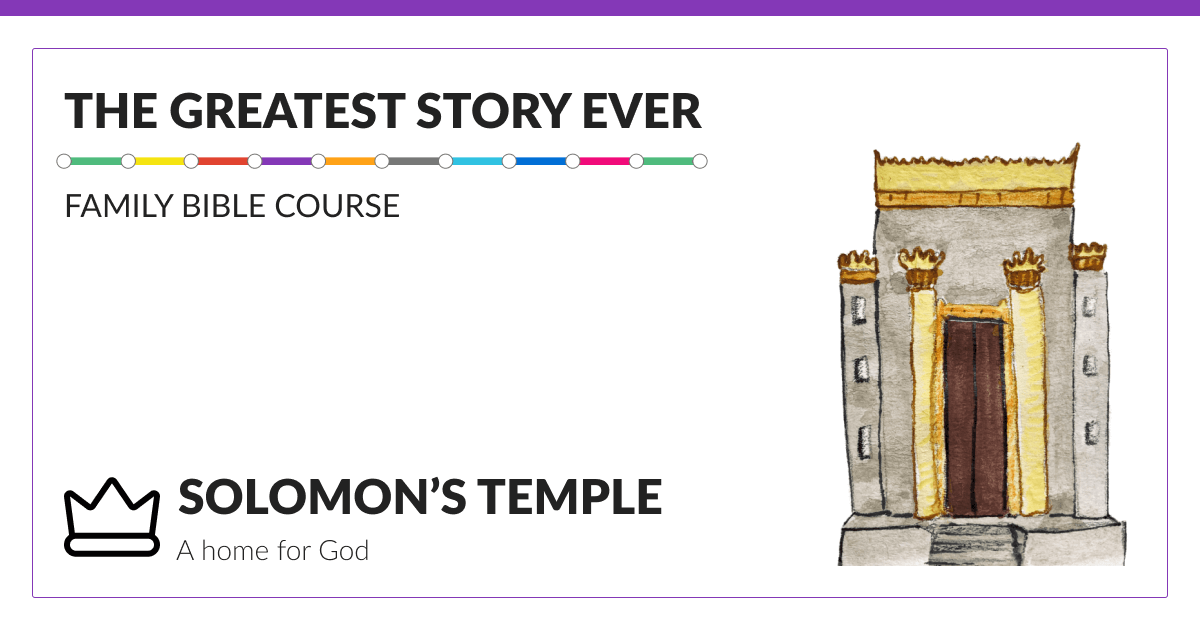 THE GREATEST STORY EVER
FAMILY BIBLE COURSE
SOLOMON’S TEMPLE
A home for God